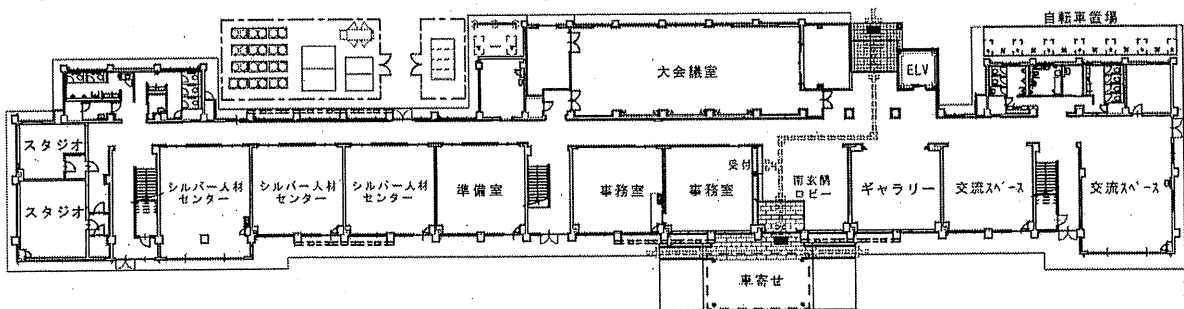 自転車置場
大会議室
ELV
スタジオ
スタジオ
シルバー人材
センター
シルバー人材
センター
シルバー人材
センター
準備室
事務室
事務室
受付
南玄関
ロビー
ギャラリー
交流スペース
交流スペース
車寄せ